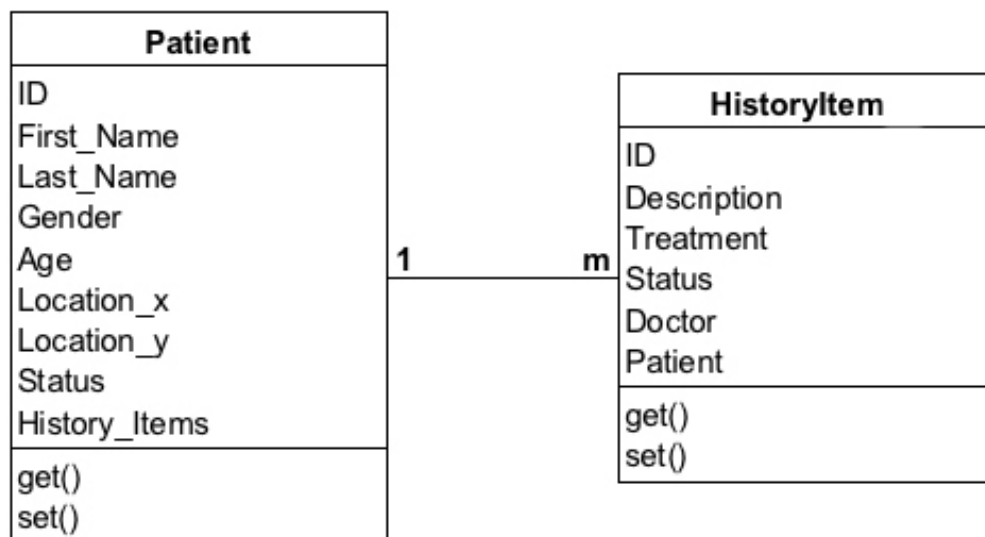 Patient
ID
First_Name
Last_Name
Gender
Age
Location_x
Location_y
Status
History_Items
get()
set()
1
m
HistoryItem
ID
Description
Treatment
Status
Doctor
Patient
get()
set()